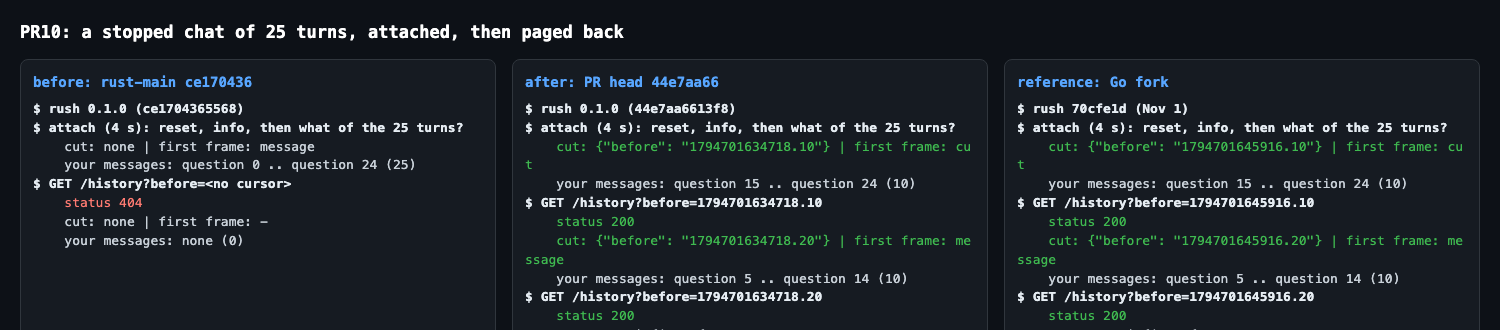 PR10: a stopped chat of 25 turns, attached, then paged back
before: rust-main ce170436
$ rush 0.1.0 (ce1704365568)
$ attach (4 s): reset, info, then what of the 25 turns?
cut: none | first frame: message
your messages: question 0 .. question 24 (25)
$ GET /history?before=<no cursor>
status 404
cut: none | first frame: –
your messages: none (0)
after: PR head 44e7aa66
$ rush 0.1.0 (44e7aa6613f8)
$ attach (4 s): reset, info, then what of the 25 turns?
cut: {"before": "1794701634718.10"} | first frame: cu
t
your messages: question 15 .. question 24 (10)
$ GET /history?before=1794701634718.10
status 200
cut: {"before": "1794701634718.20"} | first frame: me
ssage
your messages: question 5 .. question 14 (10)
$ GET /history?before=1794701634718.20
status 200
reference: Go fork
$ rush 70cfe1d (Nov 1)
$ attach (4 s): reset, info, then what of the 25 turns?
cut: {"before": "1794701645916.10"} | first frame: cu
t
your messages: question 15 .. question 24 (10)
$ GET /history?before=1794701645916.10
status 200
cut: {"before": "1794701645916.20"} | first frame: me
ssage
your messages: question 5 .. question 14 (10)
$ GET /history?before=1794701645916.20
status 200